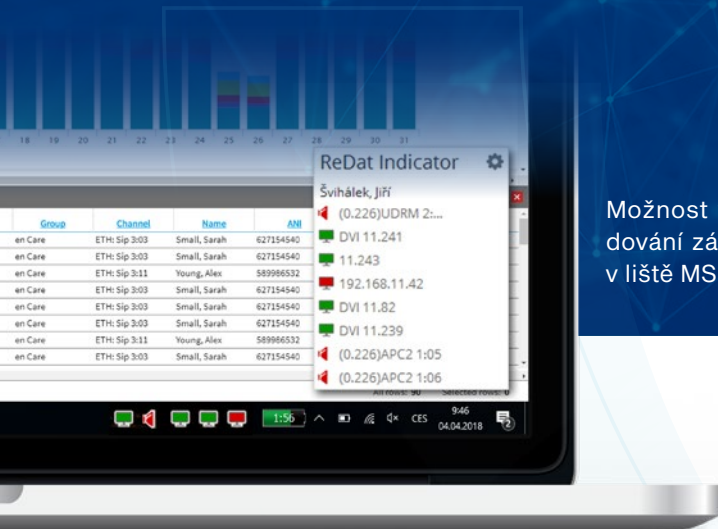 18 19 20 21 22 23 24 25 26 27 28 29 30 31
ReDat Indicator
Švihálek, Jiří
(0.226)UDRM 2:...
DVI 11.241
11.243
192.168.11.42
DVI 11.82
DVI 11.239
(0.226)APC2 1:05
(0.226)APC2 1:06
Group Channel Name ANI
en Care ETH: Sip 3:03 Small, Sarah 627154540
en Care ETH: Sip 3:03 Small, Sarah 627154540
en Care ETH: Sip 3:11 Young, Alex 589986532
en Care ETH: Sip 3:03 Small, Sarah 627154540
en Care ETH: Sip 3:03 Small, Sarah 627154540
en Care ETH: Sip 3:03 Small, Sarah 627154540
en Care ETH: Sip 3:11 Young, Alex 589986532
en Care ETH: Sip 3:03 Small, Sarah 627154540
All rows: 90 Selected rows: 0
1:56 CES 9:46
04.04.2018 2
Možnost
dování zá
v liště MS